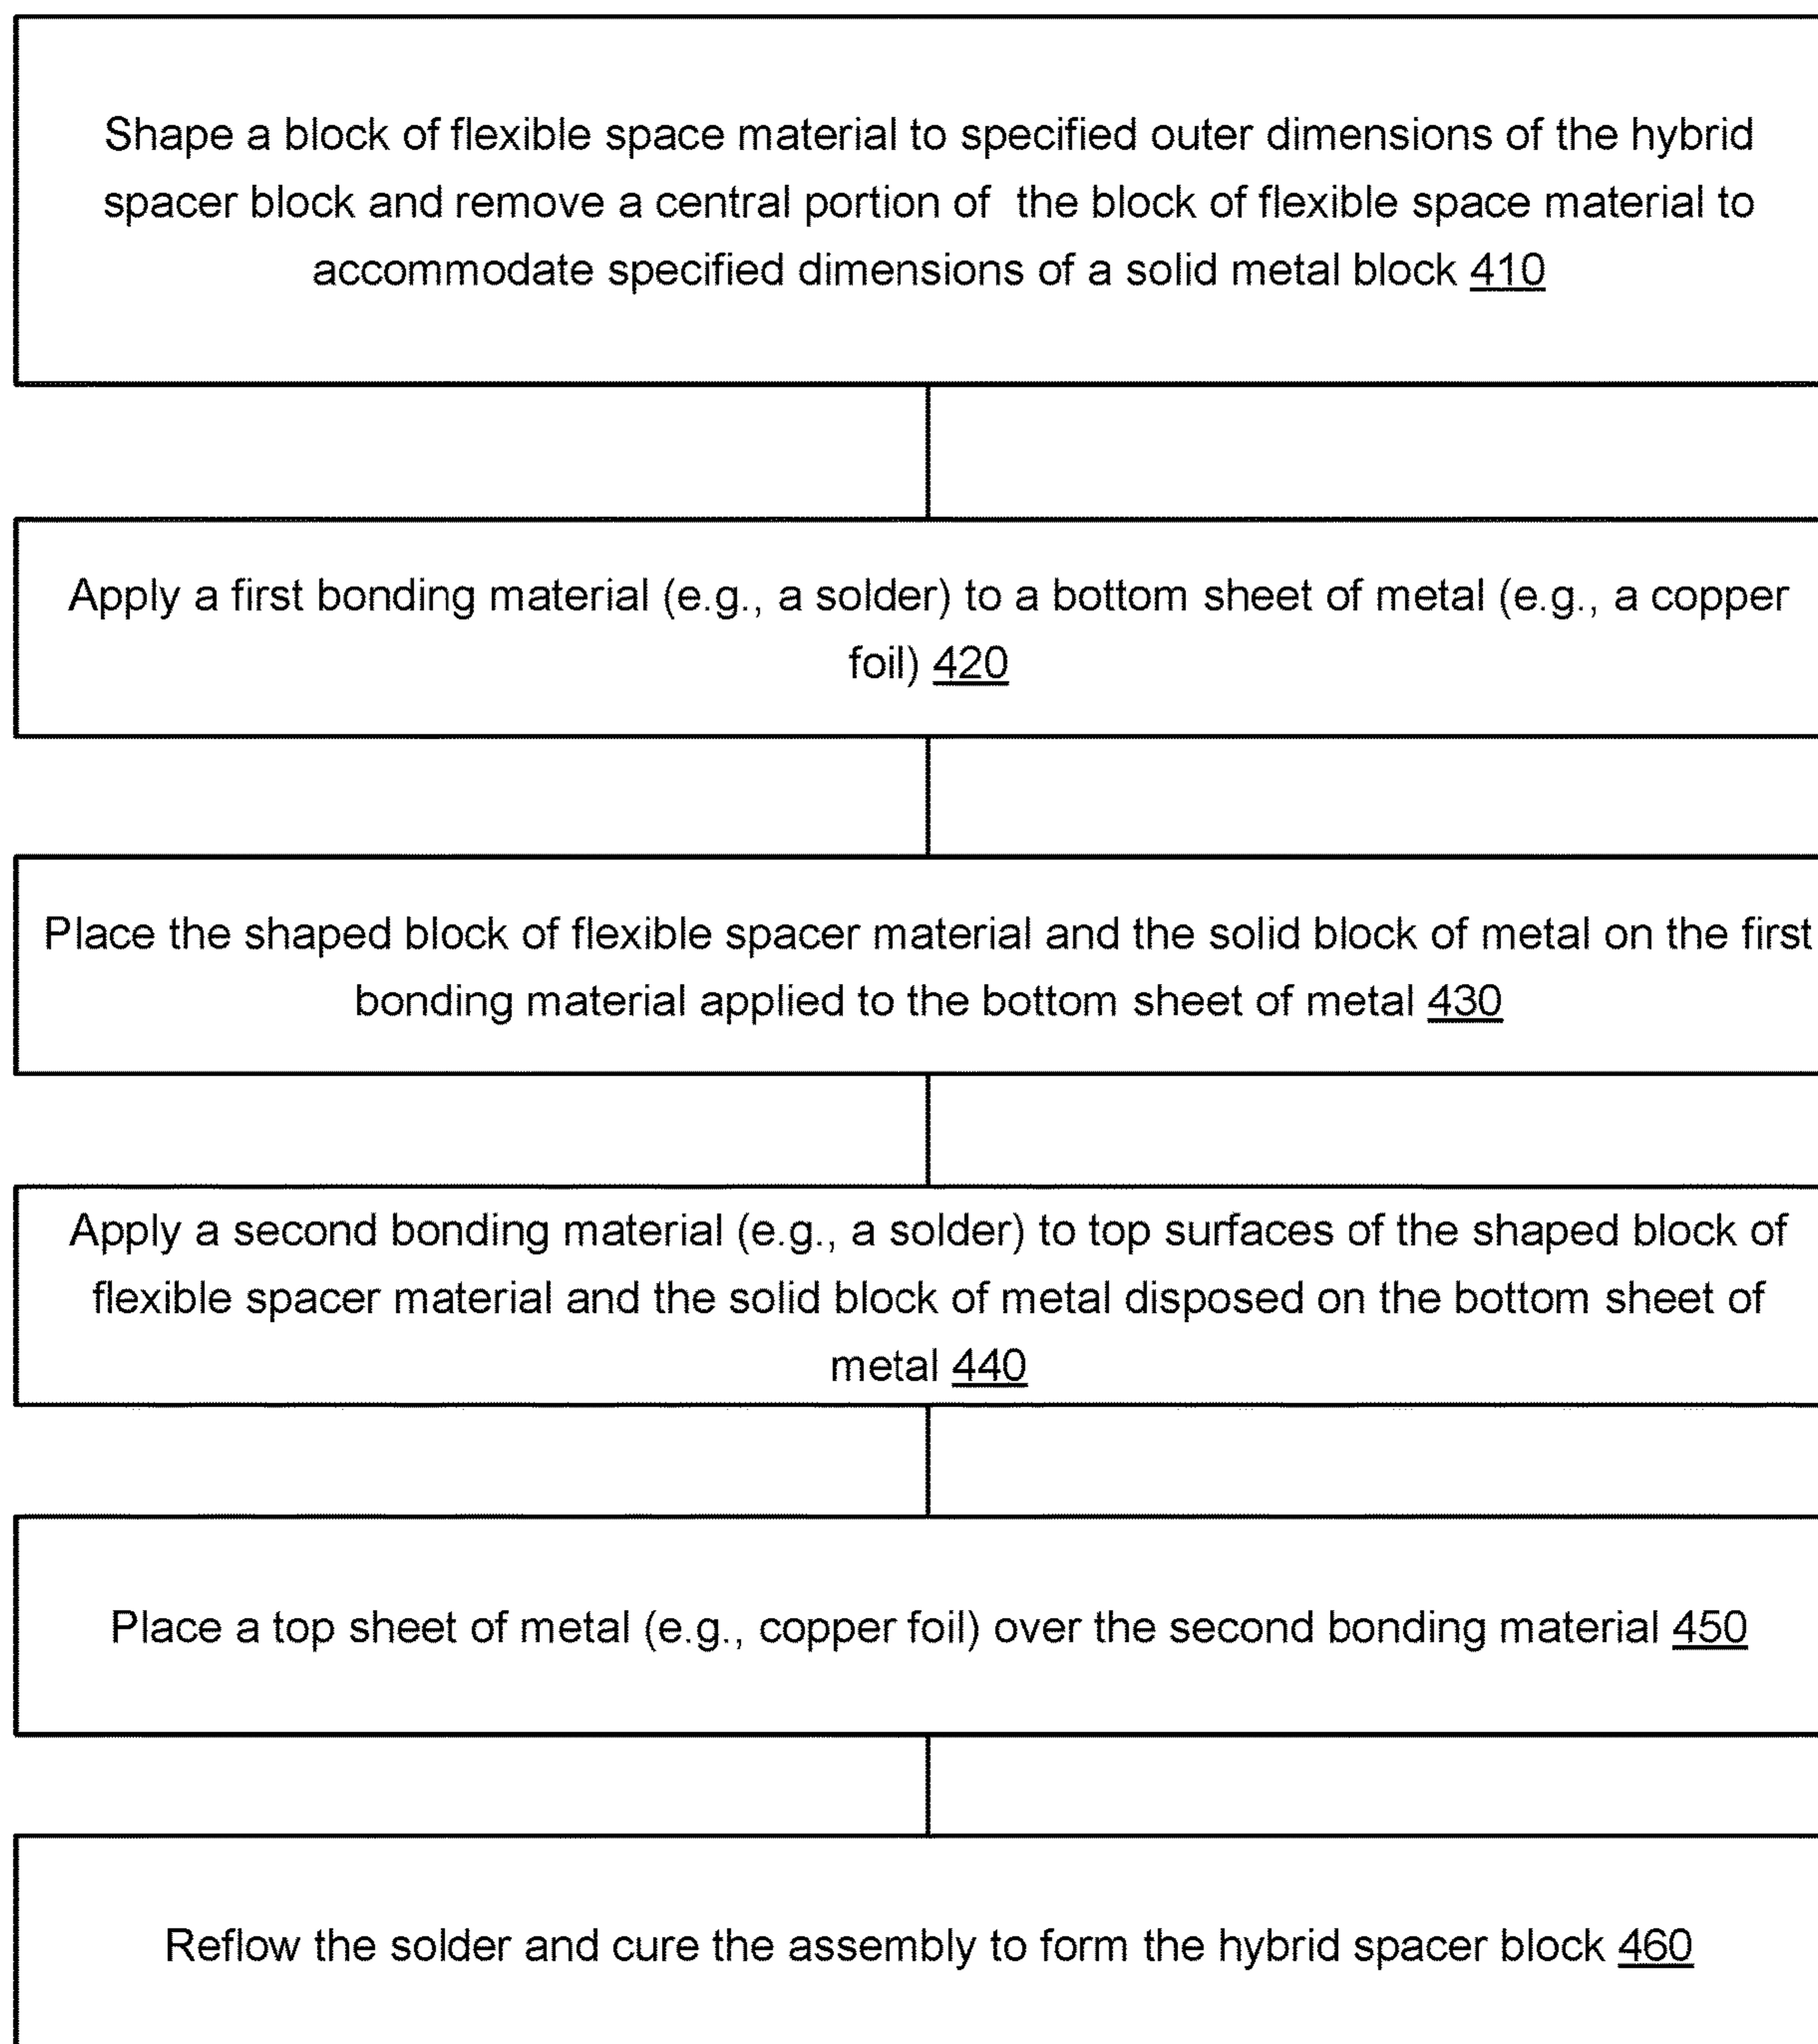 Shape a block of flexible space material to specified outer dimensions of the hybrid
spacer block and remove a central portion of  the block of flexible space material to
accommodate specified dimensions of a solid metal block 410
Apply a first bonding material (e.g., a solder) to a bottom sheet of metal (e.g., a copper
foil) 420
Place the shaped block of flexible spacer material and the solid block of metal on the first
bonding material applied to the bottom sheet of metal 430
Apply a second bonding material (e.g., a solder) to top surfaces of the shaped block of
flexible spacer material and the solid block of metal disposed on the bottom sheet of
metal 440
Place a top sheet of metal (e.g., copper foil) over the second bonding material 450
Reflow the solder and cure the assembly to form the hybrid spacer block 460